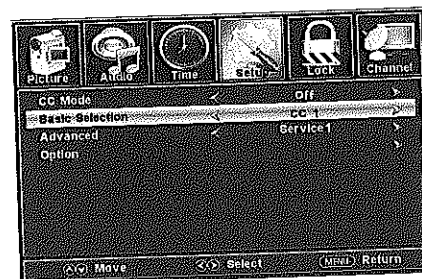 Picture Audio Time Setup Lock Channel
CC Mode Off
Basic Selection CC 1
Advanced Service1
Option
Move Select MENU Return